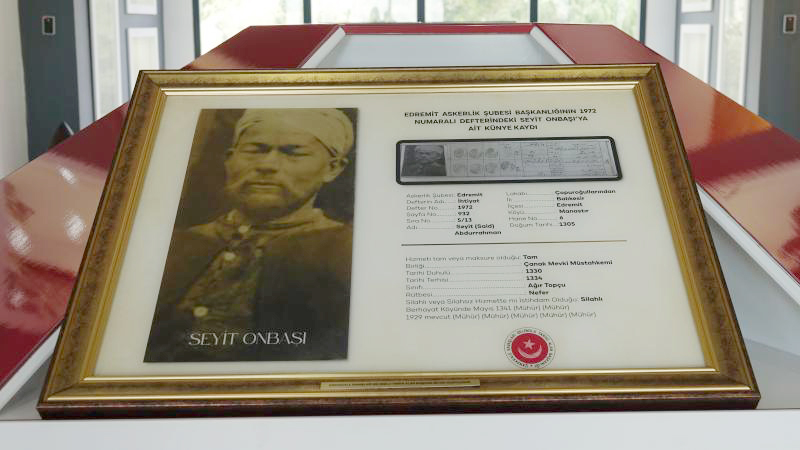 SEYİT ONBAŞI
EDREMİT ASKERLİK ŞUBESİ BAŞKANLIĞININ 1972
NUMARALI DEFTERİNDEKİ SEYİT ONBAŞI'YA
AİT KÜNYE KAYDI
Askerlik Şubesi: Edremit
Defterin Adı..... İhtiyat
Defter No.......... 1972
Sayfa No........... 932
Sıra No............. 5/13
Adı................... Seyit (Said)
Abdurrahman
Lakabı............. Çapuroğullarından
İli...................... Balıkesir
İlçesi................ Edremit
Köyü................ Manastır
Hane No.......... 6
Doğum Tarihi... 1305
Hizmeti tam veya maksure olduğu: Tam
Birliği.................... Çanak Mevki Müstahkemi
Tarihi Duhulü.................... 1330
Tarihi Terhisi.................... 1334
Sınıfı.................... Ağır Topçu
Rütbesi.................... Nefer
Silahlı veya Silahsız Hizmette mi İstihdam Olduğu: Silahlı
Berhayat Köyünde Mayıs 1341 (Mühür) (Mühür)
1929 mevcut (Mühür) (Mühür) (Mühür) (Mühür) (Mühür)